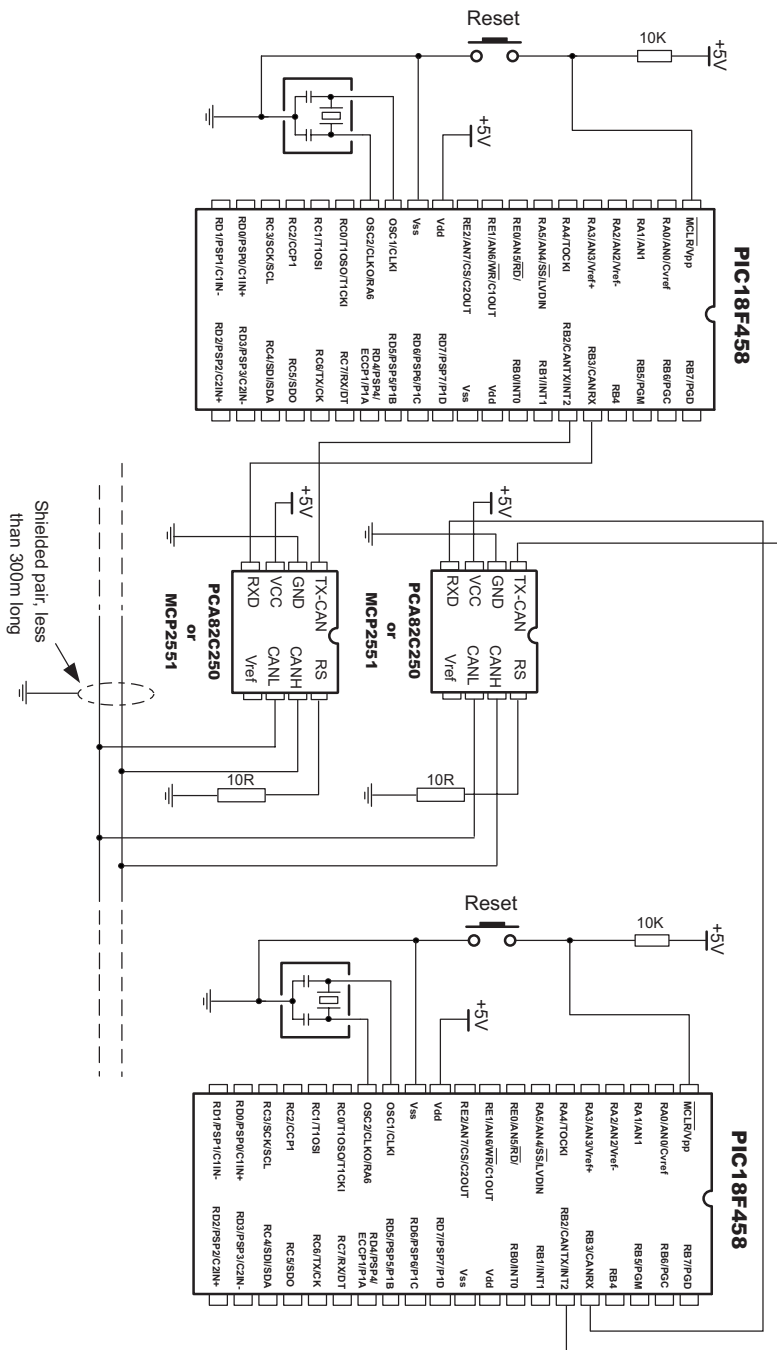 Reset
10K
+5V
+5V
PIC18F458
MCLR/Vpp
RA0/AN0/Cvref
RA1/AN1
RA2/AN2/Vref-
RA3/AN3/Vref+
RA4/TOCKI
RA5/AN4/SS/LVDIN
RE0/AN5/RD/
RE1/AN6/WR/C1OUT
RE2/AN7/CS/C2OUT
Vdd
Vss
OSC1/CLKI
OSC2/CLKO/RA6
RC0/T1OSO/T1CKI
RC1/T1OSI
RC2/CCP1
RC3/SCK/SCL
RD0/PSP0/C1IN+
RD1/PSP1/C1IN-
RB7/PGD
RB6/PGC
RB5/PGM
RB4
RB3/CANRX
RB2/CANTX/INT2
RB1/INT1
RB0/INT0
Vdd
Vss
RD7/PSP7/P1D
RD6/PSP6/P1C
RD5/PSP5/P1B
RD4/PSP4/
ECCP1/P1A
RC7/RX/DT
RC6/TX/CK
RC5/SDO
RC4/SDI/SDA
RD3/PSP3/C2IN-
RD2/PSP2/C2IN+
+5V
TX-CAN
GND
VCC
RXD
RS
CANH
CANL
Vref
PCA82C250
or
MCP2551
10R
+5V
TX-CAN
GND
VCC
RXD
RS
CANH
CANL
Vref
PCA82C250
or
MCP2551
10R
Shielded pair, less
than 300m long
Reset
10K
+5V
+5V
PIC18F458
MCLR/Vpp
RA0/AN0/Cvref
RA1/AN1
RA2/AN2/Vref-
RA3/AN3/Vref+
RA4/TOCKI
RA5/AN4/SS/LVDIN
RE0/AN5/RD/
RE1/AN6/WR/C1OUT
RE2/AN7/CS/C2OUT
Vdd
Vss
OSC1/CLKI
OSC2/CLKO/RA6
RC0/T1OSO/T1CKI
RC1/T1OSI
RC2/CCP1
RC3/SCK/SCL
RD0/PSP0/C1IN+
RD1/PSP1/C1IN-
RB7/PGD
RB6/PGC
RB5/PGM
RB4
RB3/CANRX
RB2/CANTX/INT2
RB1/INT1
RB0/INT0
Vdd
Vss
RD7/PSP7/P1D
RD6/PSP6/P1C
RD5/PSP5/P1B
RD4/PSP4/
ECCP1/P1A
RC7/RX/DT
RC6/TX/CK
RC5/SDO
RC4/SDI/SDA
RD3/PSP3/C2IN-
RD2/PSP2/C2IN+